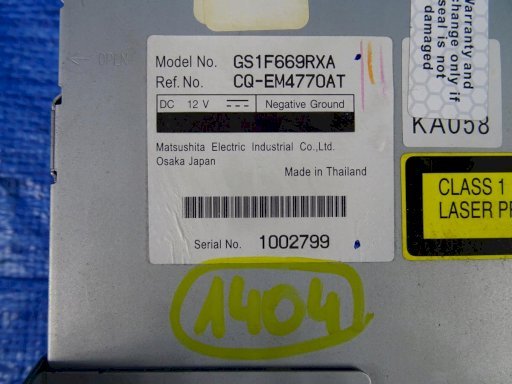 OPEN
Model No. GS1F669RXA
Ref. No. CQ-EM4770AT
DC 12 V Negative Ground
Matsushita Electric Industrial Co.,Ltd.
Osaka Japan
Made in Thailand
Serial No. 1002799
1404
Warranty and
change only if
seal is not
damaged
KA058
CLASS 1
LASER